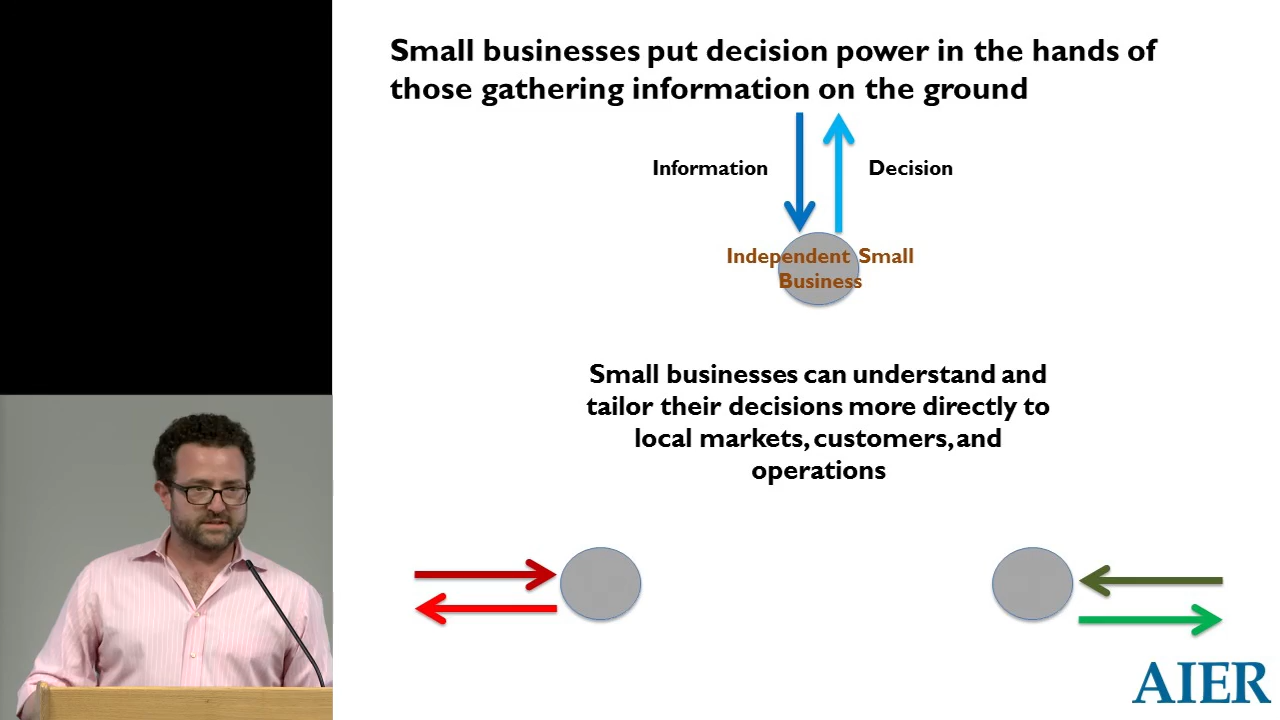 Small businesses put decision power in the hands of
those gathering information on the ground
Information
Decision
Independent Small
Business
Small businesses can understand and
tailor their decisions more directly to
local markets, customers, and
operations
AIER